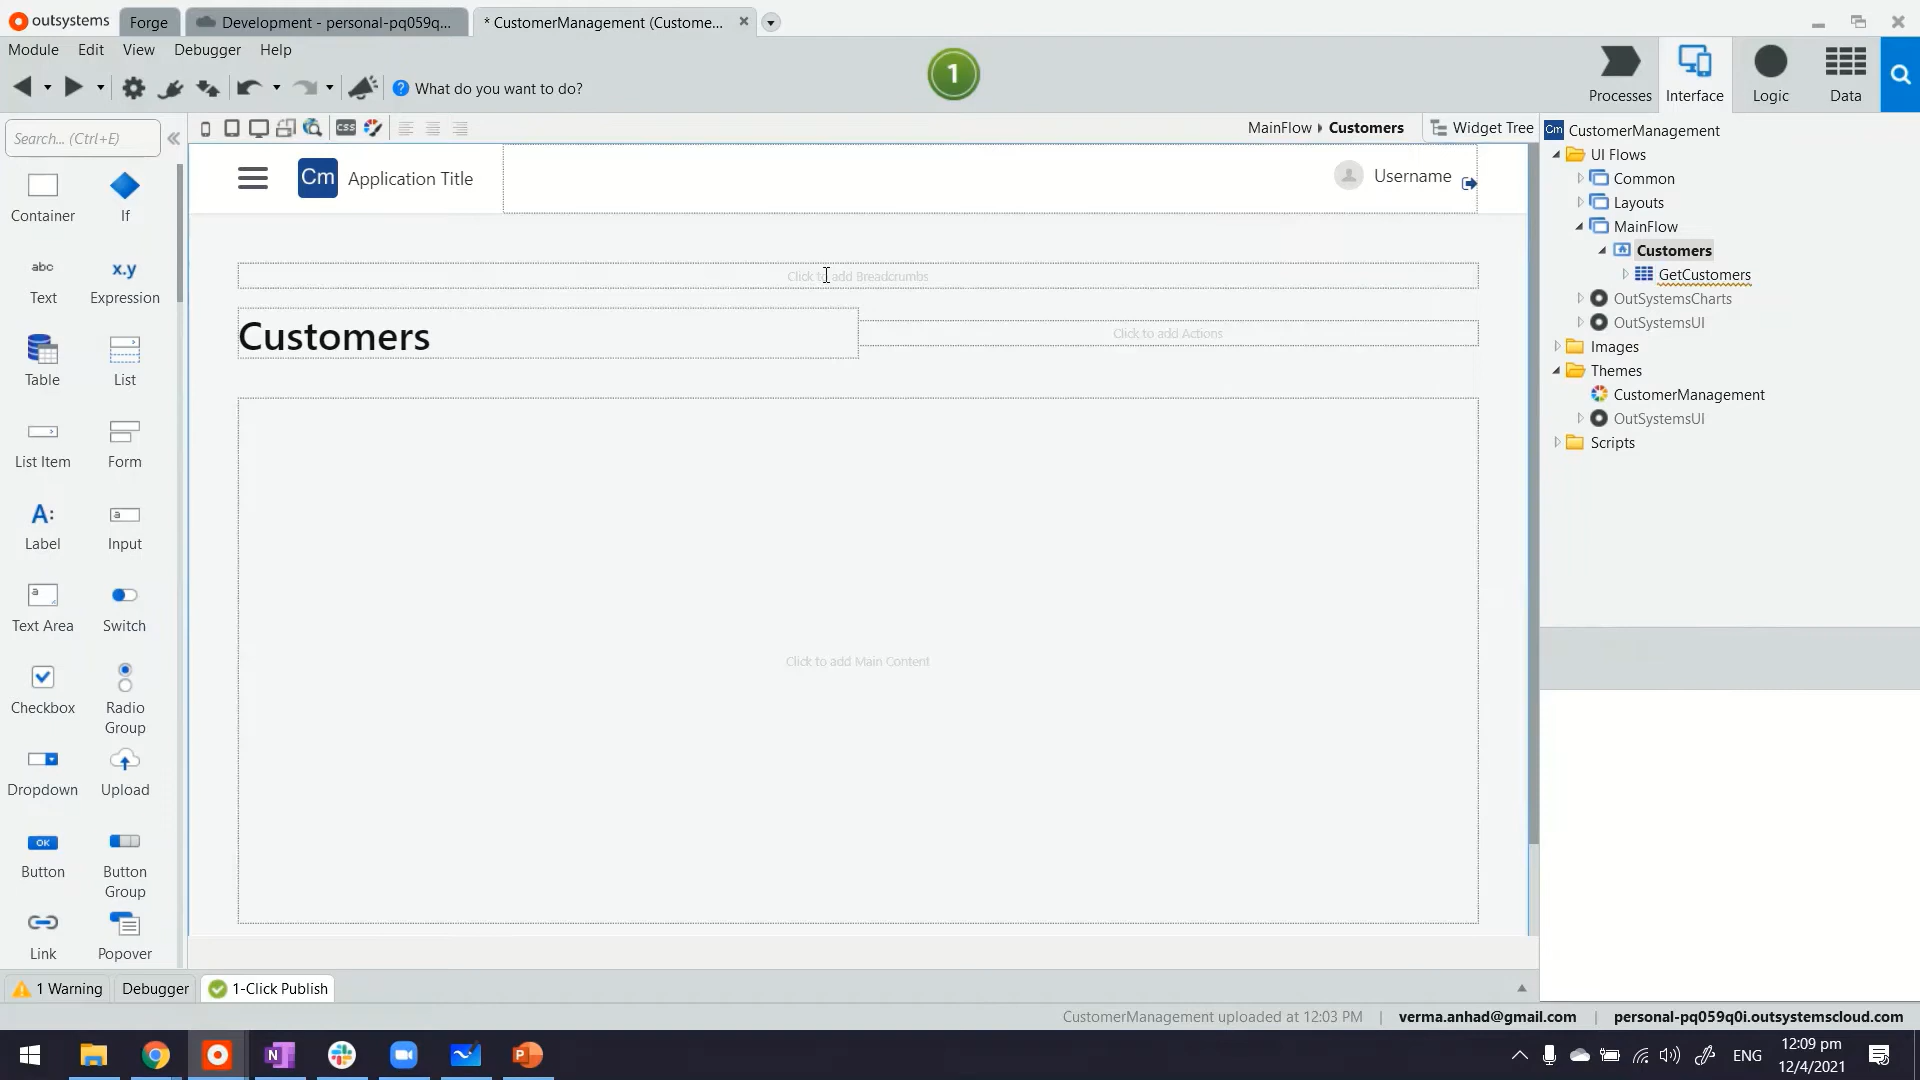 outsystems
Forge
Development - personal-pq059q...
* CustomerManagement (Custome...
Module Edit View Debugger Help
What do you want to do?
1
Processes
Interface
Logic
Data
Search... (Ctrl+E)
CSS
MainFlow
Customers
Widget Tree
Container
If
abc
Text
x.y
Expression
Table
List
List Item
Form
A:
Label
a
Input
a
Text Area
Switch
Checkbox
Radio
Group
Dropdown
Upload
OK
Button
Button
Group
Link
Popover
Cm
Application Title
Username
Click to add Breadcrumbs
Customers
Click to add Actions
Click to add Main Content
Cm
CustomerManagement
UI Flows
Common
Layouts
MainFlow
Customers
GetCustomers
OutSystemsCharts
OutSystemsUI
Images
Themes
CustomerManagement
OutSystemsUI
Scripts
1 Warning
Debugger
1-Click Publish
CustomerManagement uploaded at 12:03 PM | verma.anhad@gmail.com | personal-pq059q0i.outsystemscloud.com
N
P
ENG
12:09 pm
12/4/2021